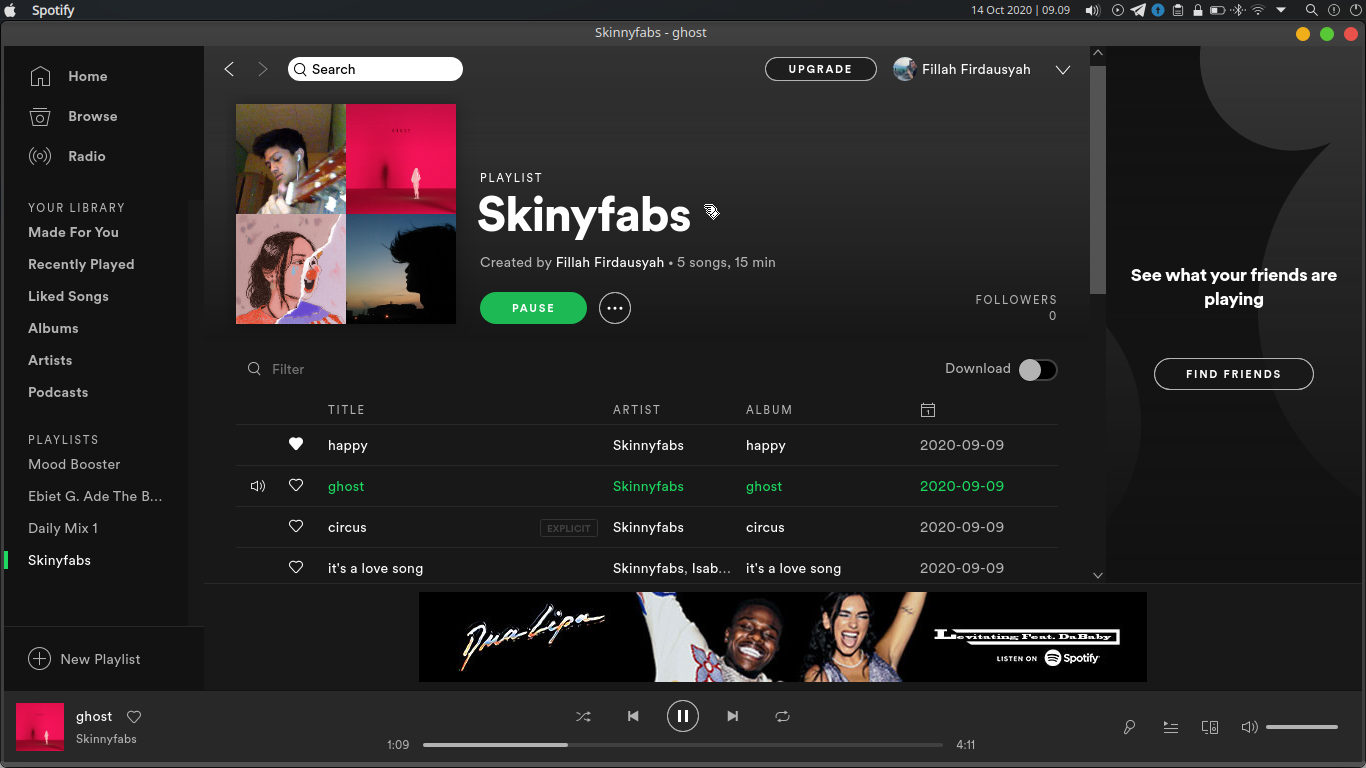 Spotify
14 Oct 2020 | 09.09
Skinnyfabs - ghost
Home
Browse
Radio
YOUR LIBRARY
Made For You
Recently Played
Liked Songs
Albums
Artists
Podcasts
PLAYLISTS
Mood Booster
Ebiet G. Ade The B...
Daily Mix 1
Skinyfabs
New Playlist
Search
UPGRADE
Fillah Firdausyah
PLAYLIST
Skinyfabs
Created by Fillah Firdausyah • 5 songs, 15 min
PAUSE
FOLLOWERS
0
Filter
Download
TITLE ARTIST ALBUM
happy Skinnyfabs happy 2020-09-09
ghost Skinnyfabs ghost 2020-09-09
circus EXPLICIT Skinnyfabs circus 2020-09-09
it's a love song Skinnyfabs, Isab... it's a love song 2020-09-09
See what your friends are
playing
FIND FRIENDS
Dua Lipa
Levitating Feat. DaBaby
LISTEN ON Spotify
ghost
Skinnyfabs
1:09
4:11